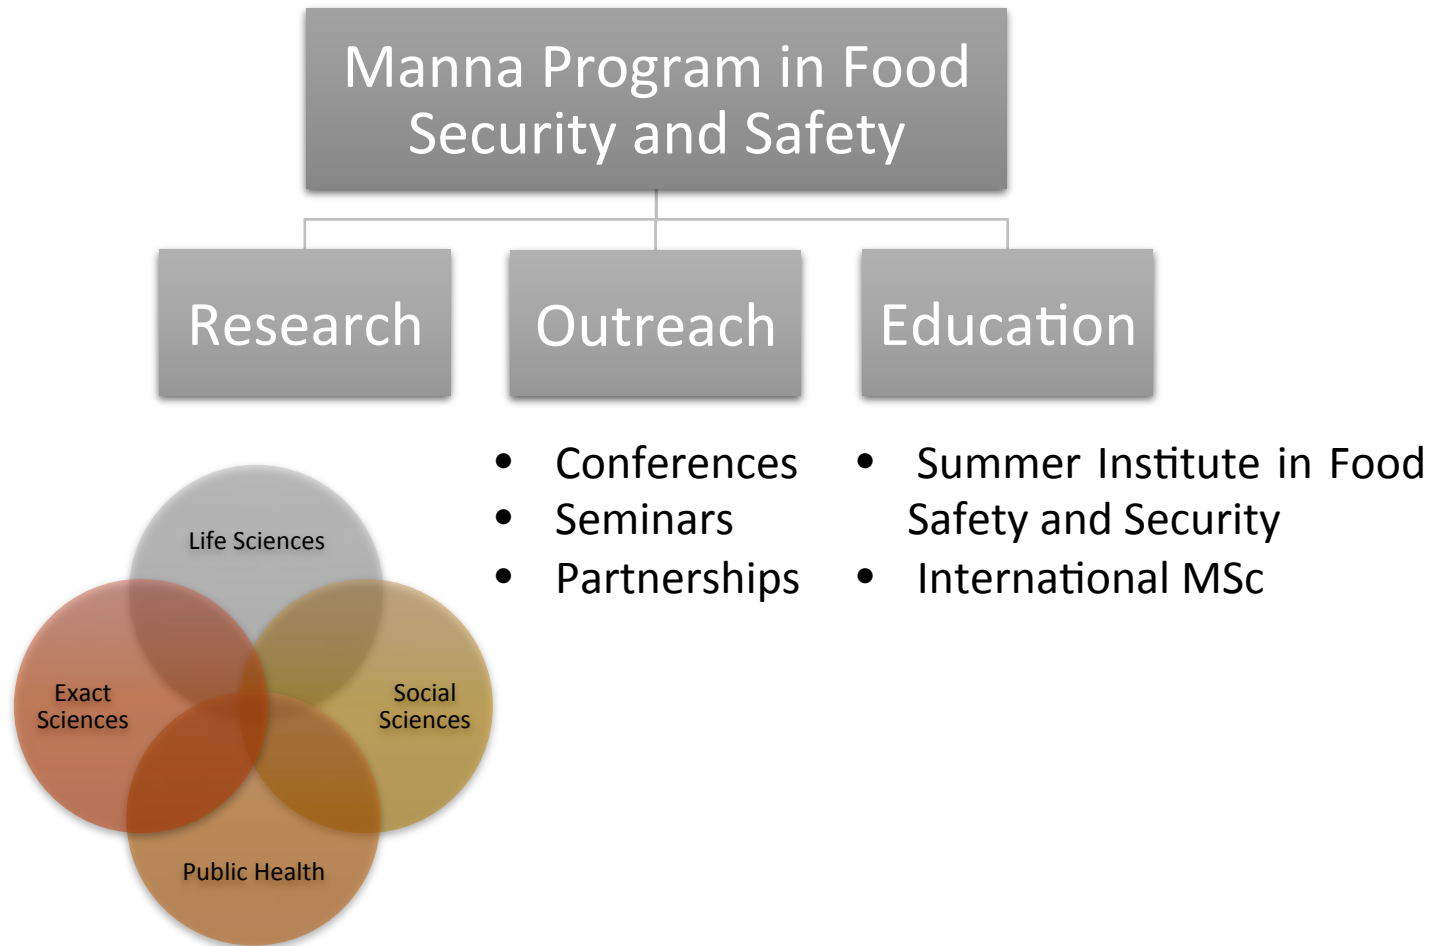 Manna Program in Food
Security and Safety
Research
Outreach
Education
• Conferences
• Seminars
• Partnerships
• Summer Institute in Food
Safety and Security
• International MSc
Life Sciences
Exact
Sciences
Social
Sciences
Public Health